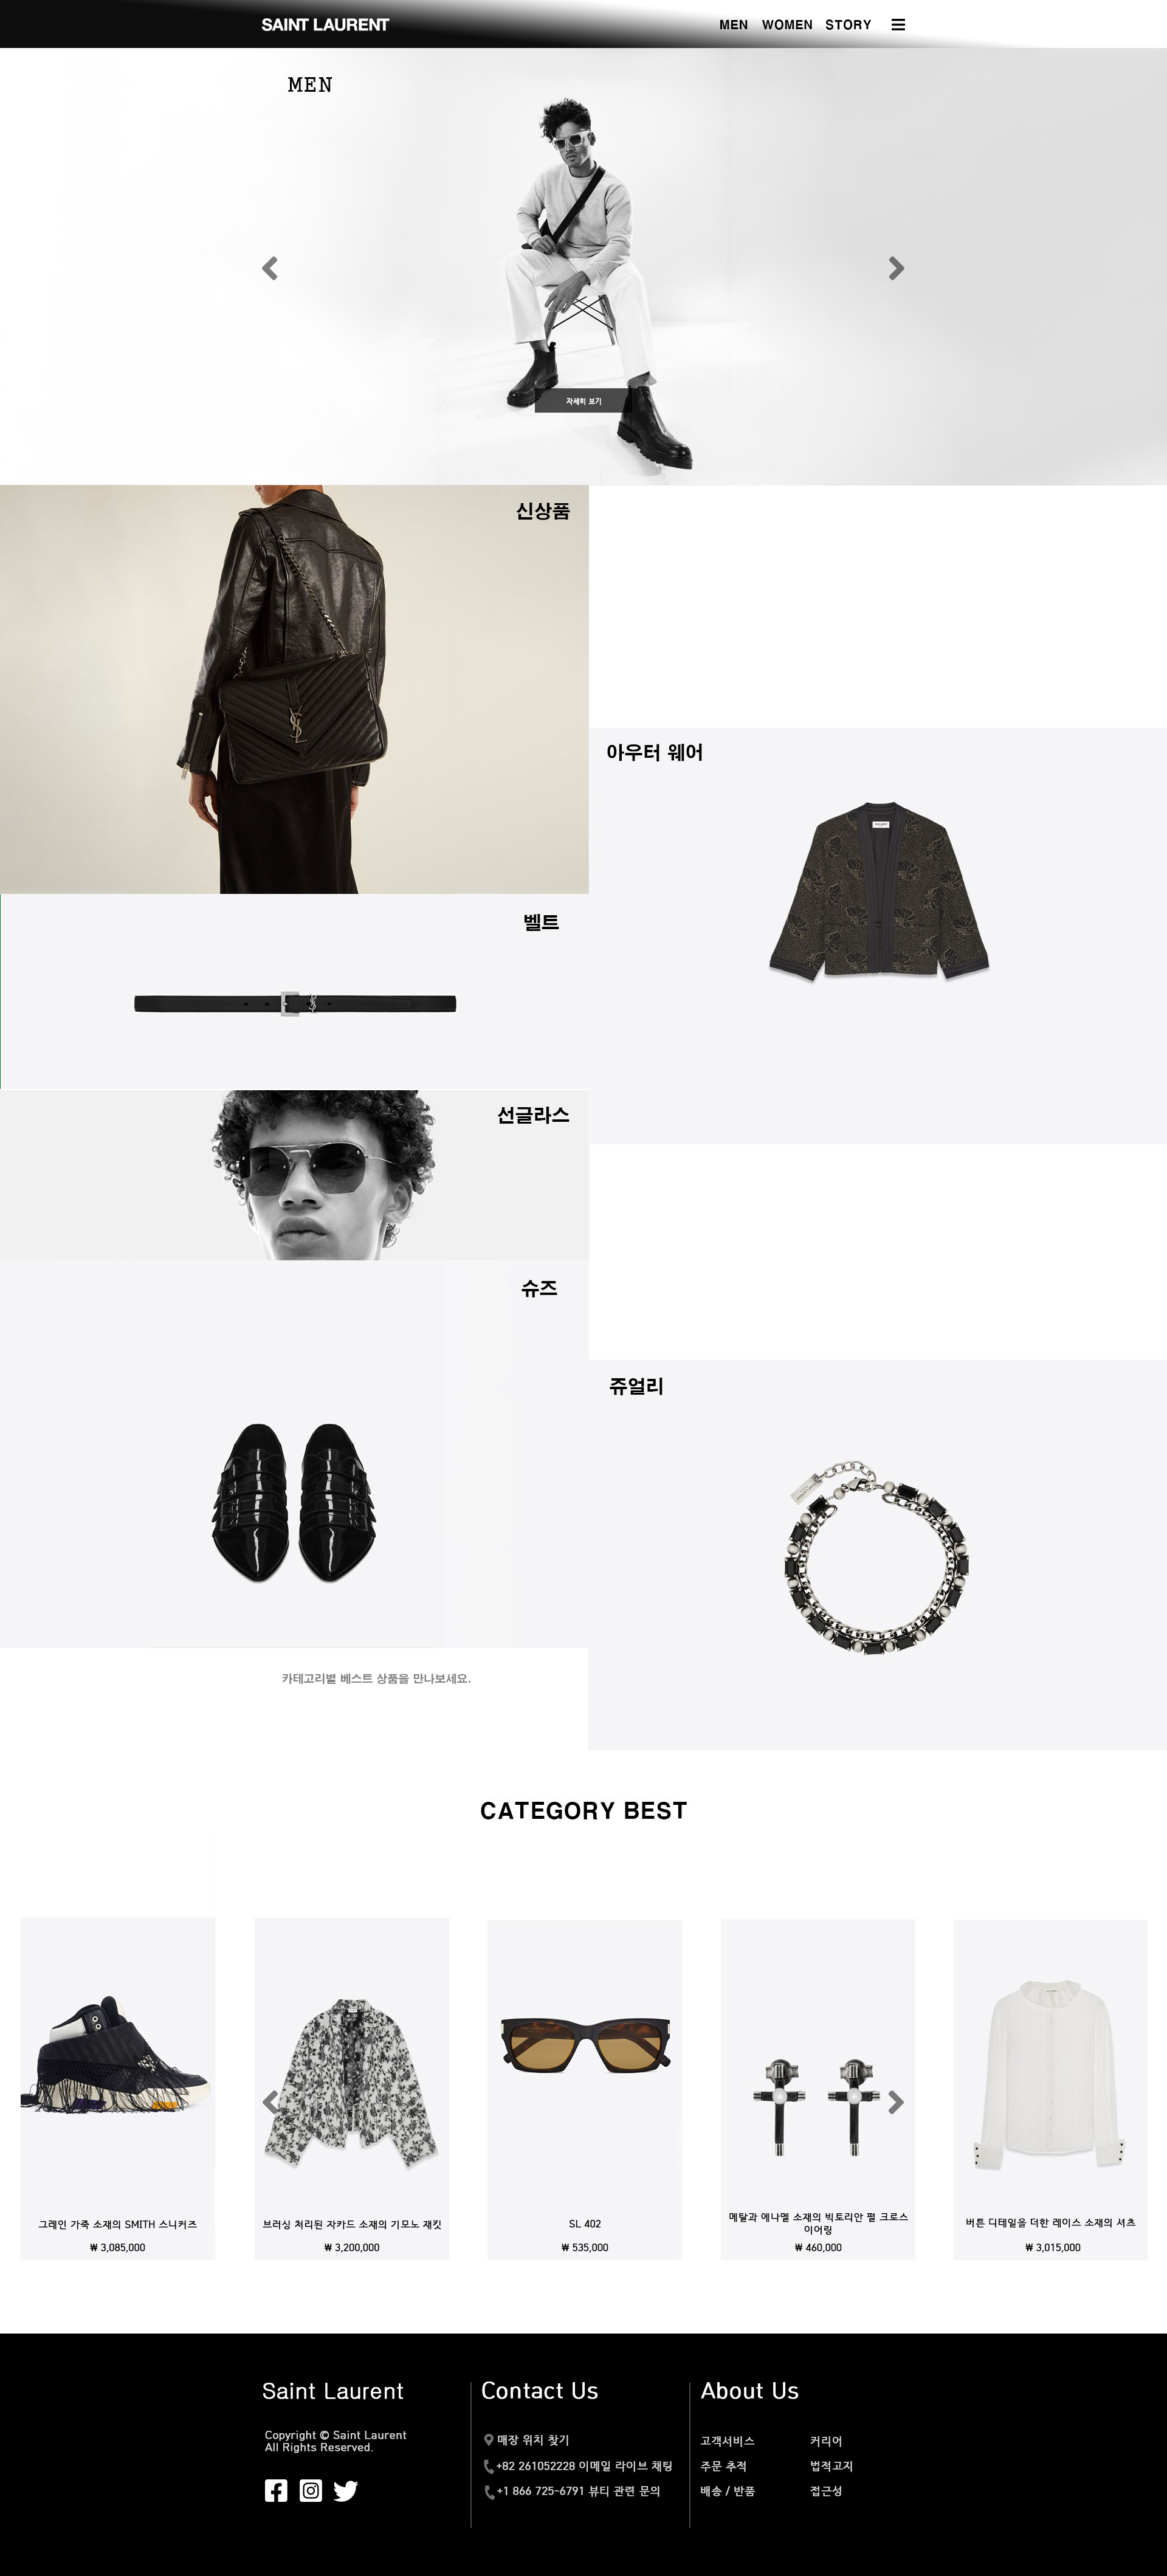 SAINT LAURENT
MEN WOMEN STORY
MEN
자세히 보기
신상품
아우터 웨어
벨트
선글라스
슈즈
쥬얼리
카테고리별 베스트 상품을 만나보세요.
CATEGORY BEST
그레인 가죽 소재의 SMITH 스니커즈
₩ 3,085,000
브러싱 처리된 자카드 소재의 기모노 재킷
₩ 3,200,000
SL 402
₩ 535,000
메탈과 에나멜 소재의 빅토리안 펄 크로스
이어링
₩ 460,000
버튼 디테일을 더한 레이스 소재의 셔츠
₩ 3,015,000
Saint Laurent
Copyright © Saint Laurent
All Rights Reserved.
Contact Us
매장 위치 찾기
+82 261052228 이메일 라이브 채팅
+1 866 725-6791 뷰티 관련 문의
About Us
고객서비스 커리어
주문 추적 법적고지
배송 / 반품 접근성